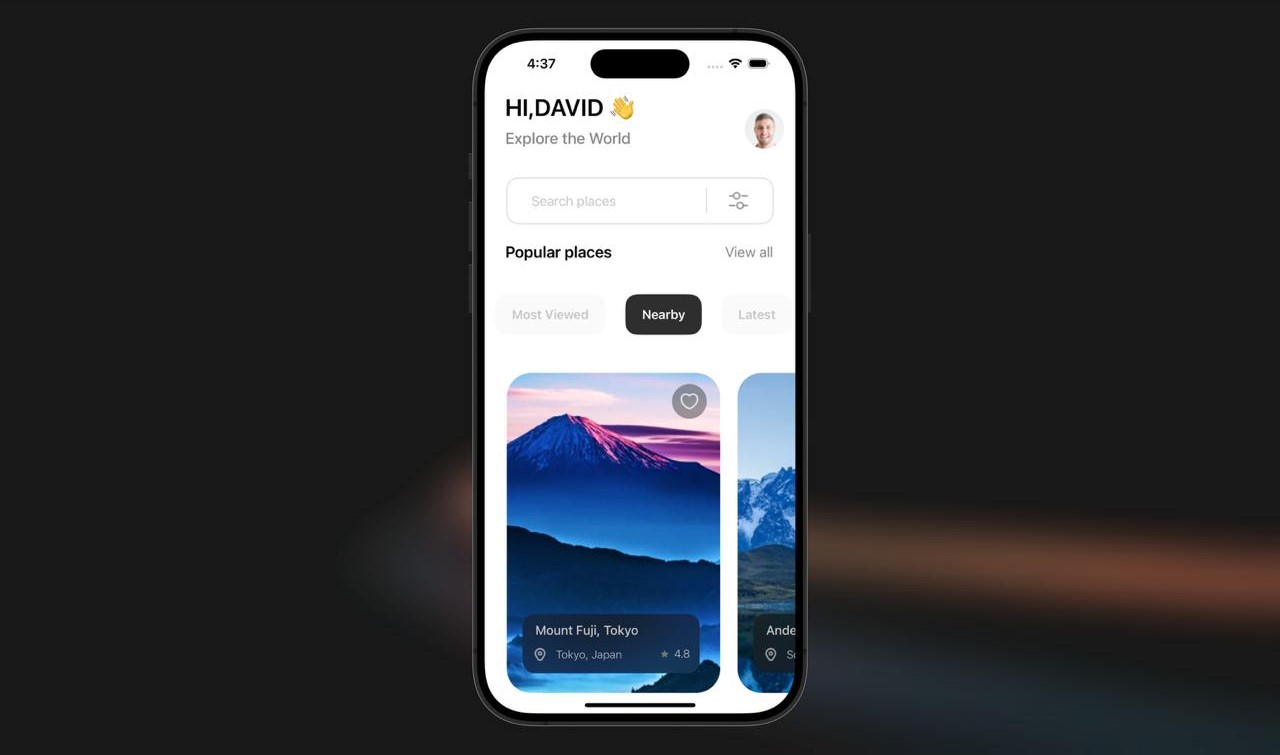 4:37
HI,DAVID 👋
Explore the World
Search places
Popular places
View all
Most Viewed
Nearby
Latest
Mount Fuji, Tokyo
Tokyo, Japan
4.8
Ande